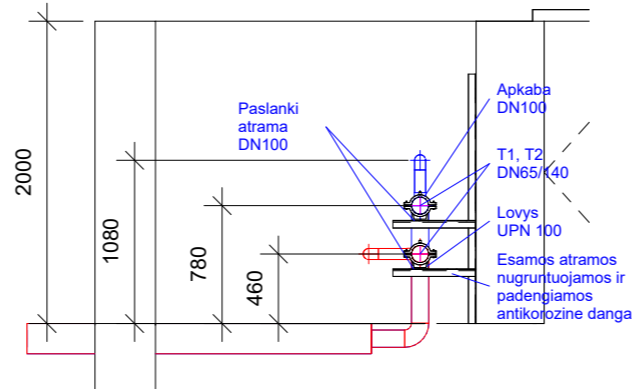 Apkaba
DN100
Paslanki
atrama
DN100
T1, T2
DN65/140
Lovys
UPN 100
Esamos atramos
nugruntuojamos ir
padengiamos
antikorozine danga
2000
1080
780
460